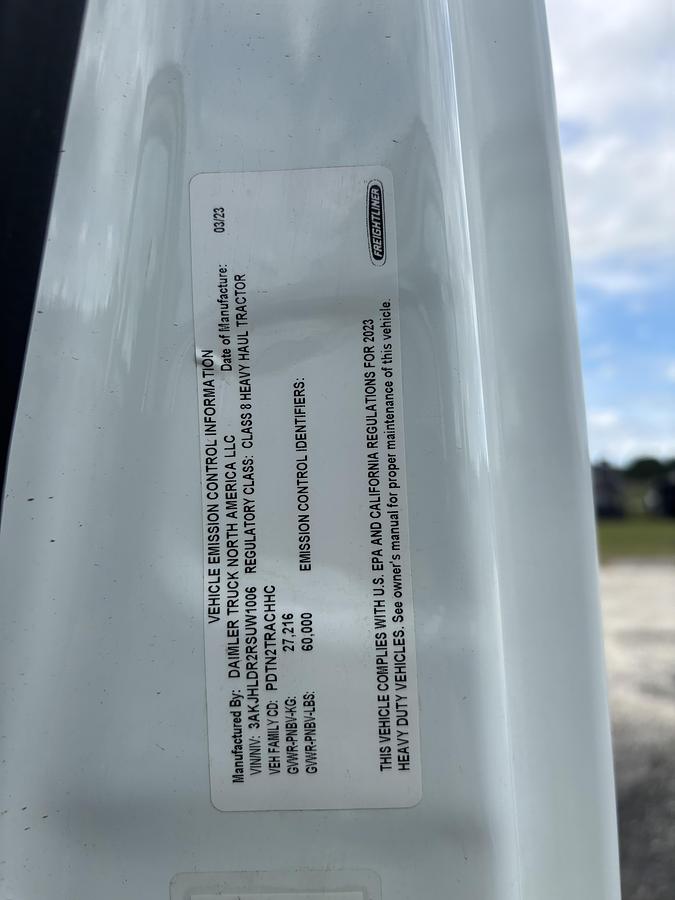 VEHICLE EMISSION CONTROL INFORMATION
Manufactured By: DAIMLER TRUCK NORTH AMERICA LLC Date of Manufacture: 03/23
VIN/NIV: 3AKJHLDR2RSUW1006 REGULATORY CLASS: CLASS 8 HEAVY HAUL TRACTOR
VEH FAMILY CD: PDTN2TRACHHC
GVWR-PNBV-KG: 27,216
GVWR-PNBV-LBS: 60,000 EMISSION CONTROL IDENTIFIERS:
THIS VEHICLE COMPLIES WITH U.S. EPA AND CALIFORNIA REGULATIONS FOR 2023
HEAVY DUTY VEHICLES. See owner's manual for proper maintenance of this vehicle.
FREIGHTLINER